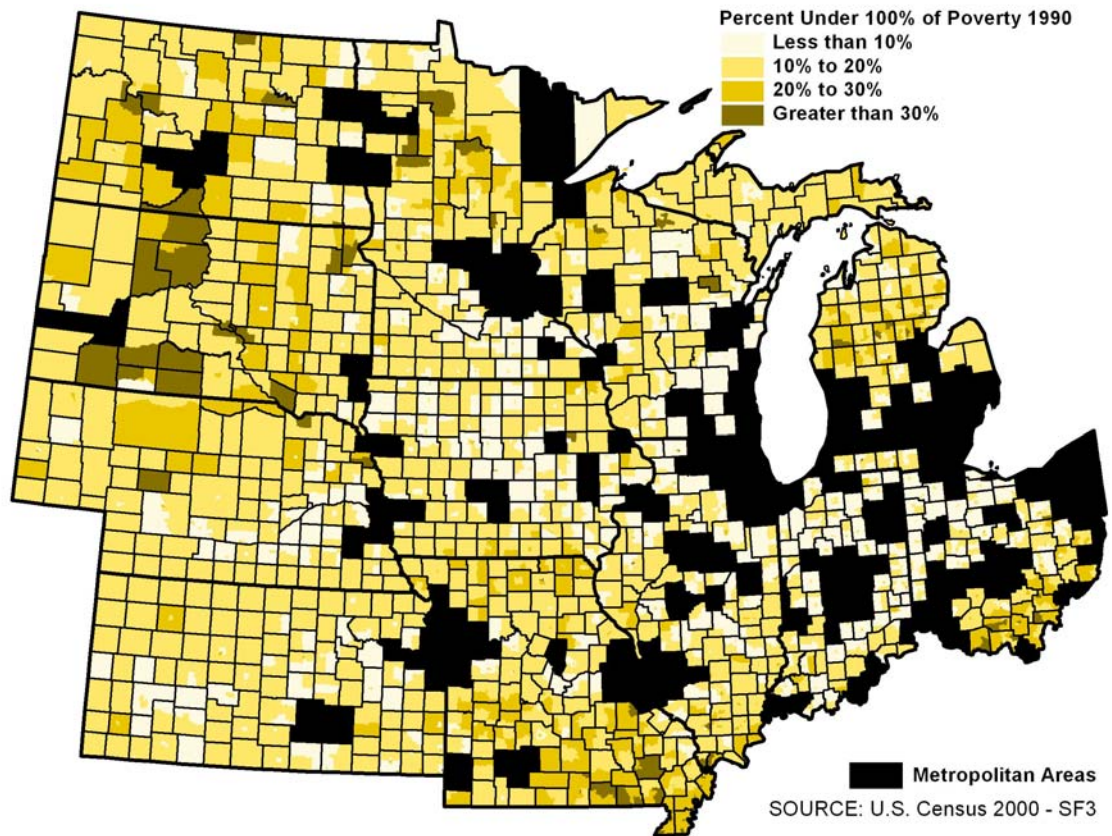 Percent Under 100% of Poverty 1990
Less than 10%
10% to 20%
20% to 30%
Greater than 30%
Metropolitan Areas
SOURCE: U.S. Census 2000 - SF3